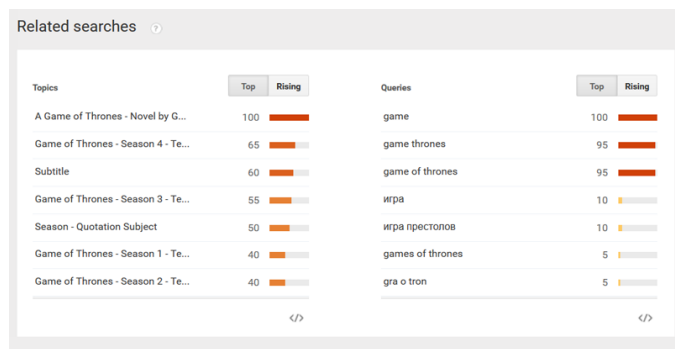 Related searches ?
Topics Top Rising
A Game of Thrones - Novel by G... 100
Game of Thrones - Season 4 - Te... 65
Subtitle 60
Game of Thrones - Season 3 - Te... 55
Season - Quotation Subject 50
Game of Thrones - Season 1 - Te... 40
Game of Thrones - Season 2 - Te... 40
</>
Queries Top Rising
game 100
game thrones 95
game of thrones 95
игра 10
игра престолов 10
games of thrones 5
gra o tron 5
</>